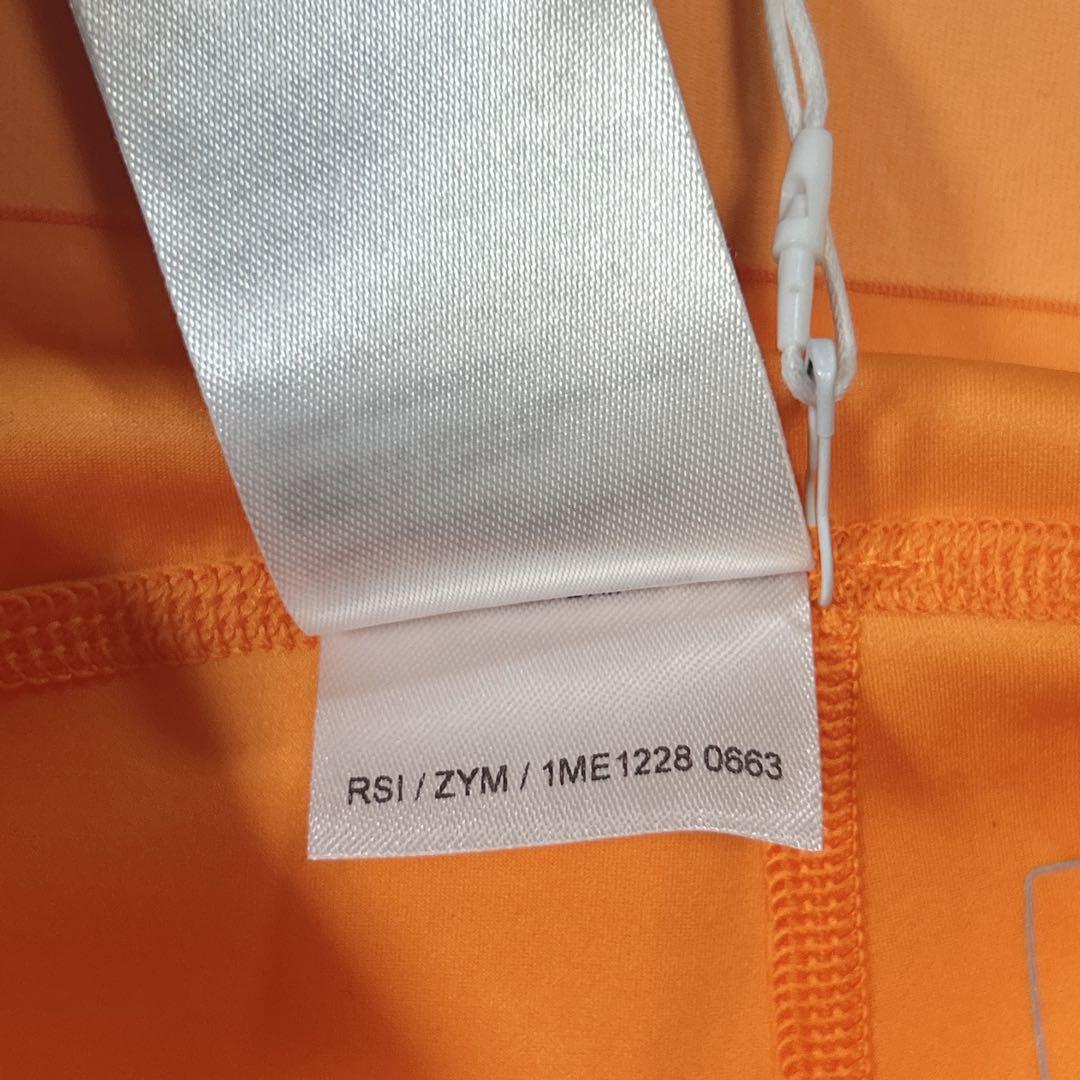 RSI / ZYM / 1ME1228 0663